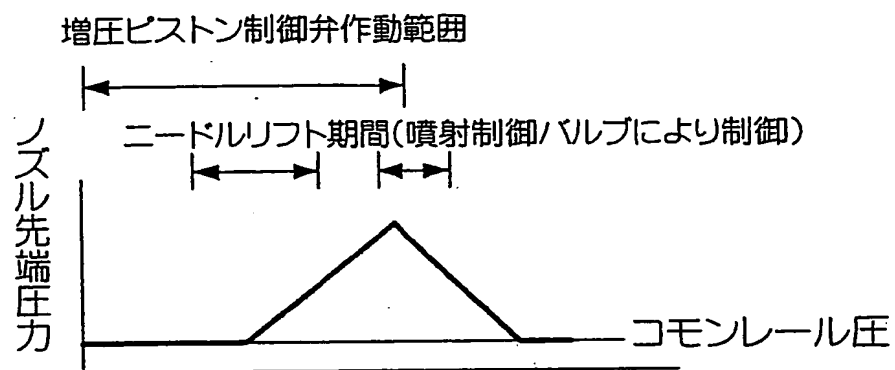 増圧ピストン制御弁作動範囲
ニードルリフト期間(噴射制御バルブにより制御)
ノズル先端圧力
コモンレール圧